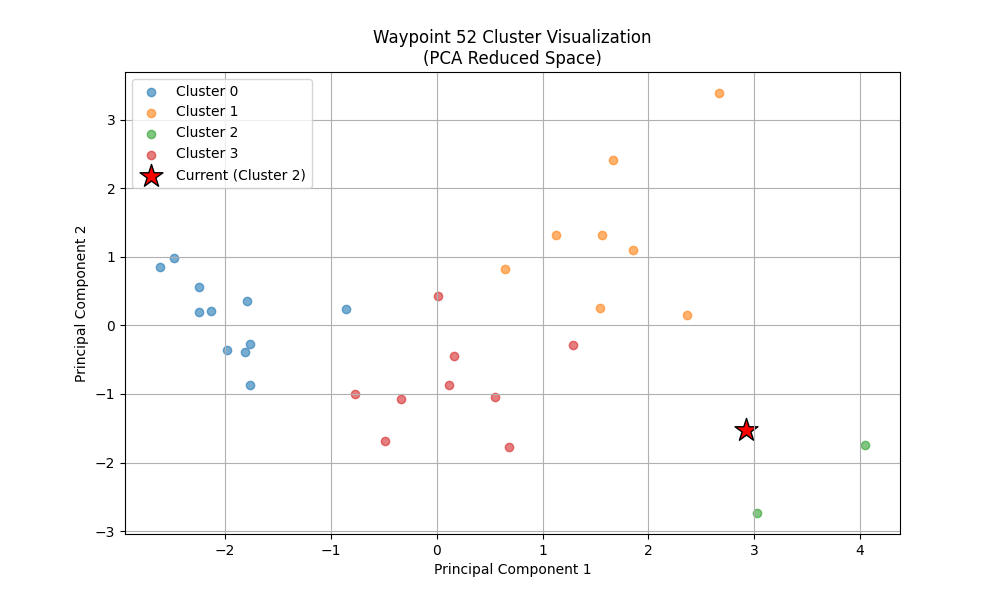 Waypoint 52 Cluster Visualization
(PCA Reduced Space)
Cluster 0
Cluster 1
Cluster 2
Cluster 3
Current (Cluster 2)
Principal Component 2
3
2
1
0
−1
−2
−3
−2
−1
0
1
2
3
4
Principal Component 1